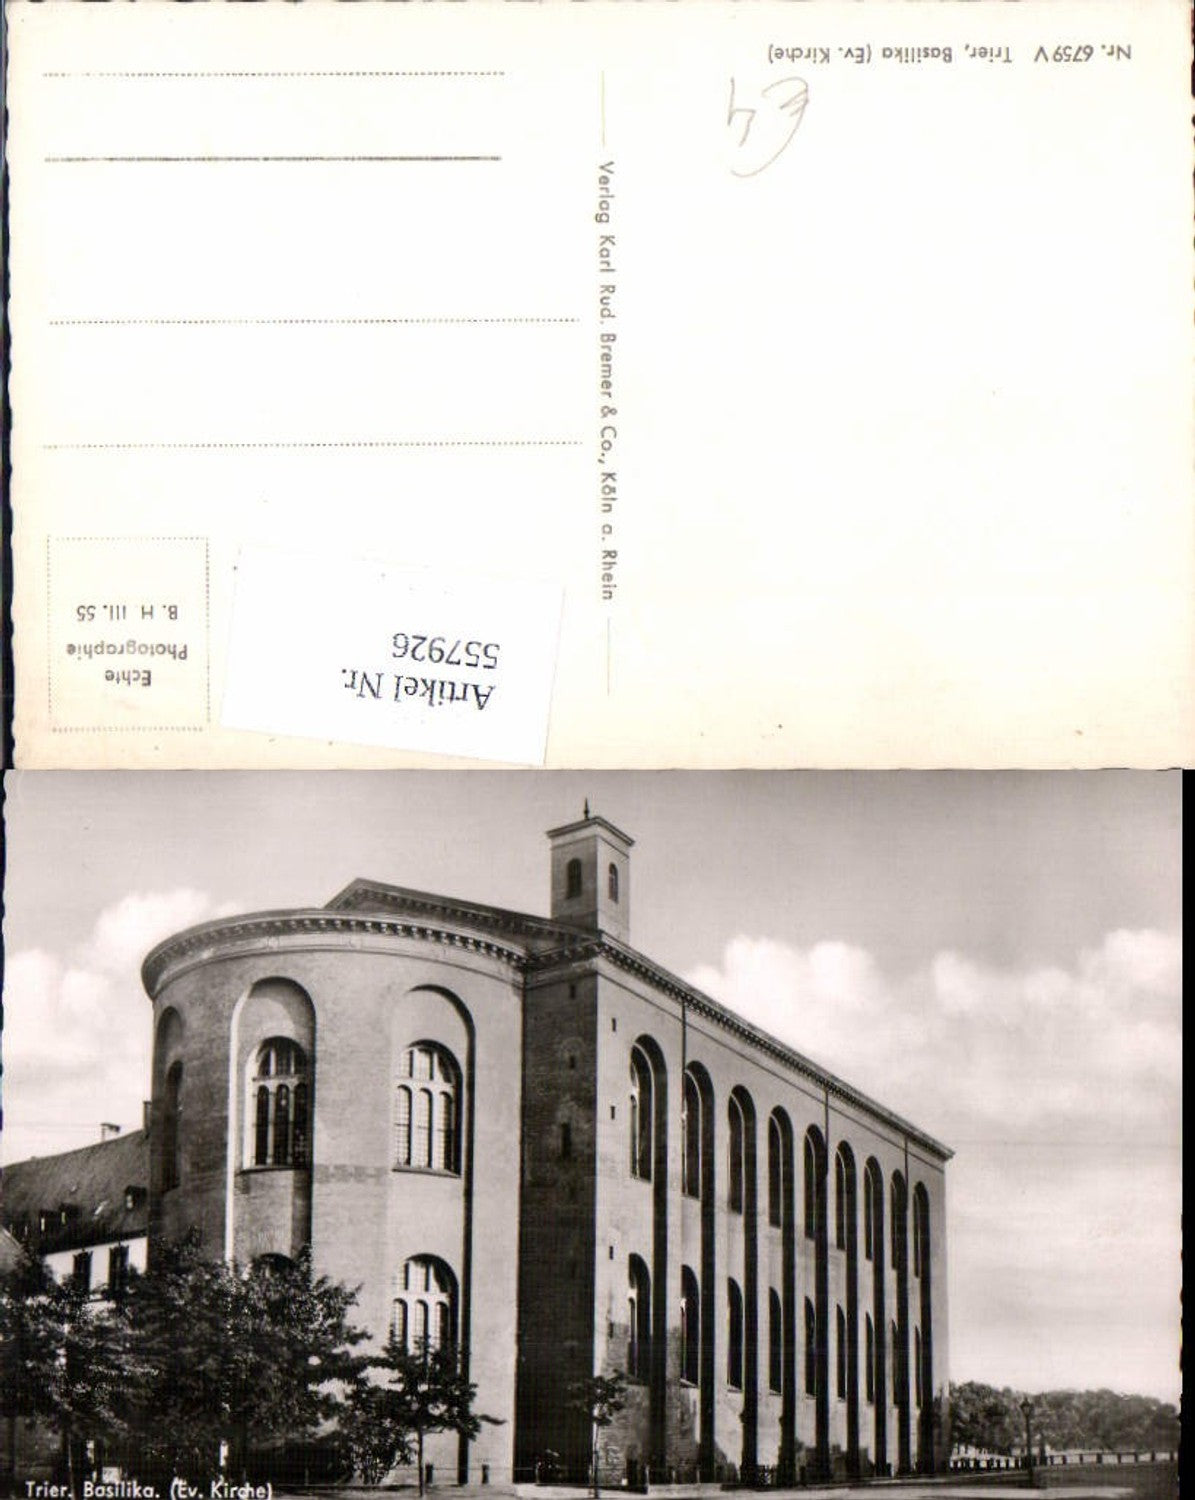 Nr. 6759 V Trier, Basilika (Ev. Kirche)
€ 4
Verlag Karl Rud. Bremer & Co., Köln a. Rhein
Artikel Nr.
557926
Echte
Photographie
B. H III. 55
Trier. Basilika. (Ev. Kirche)